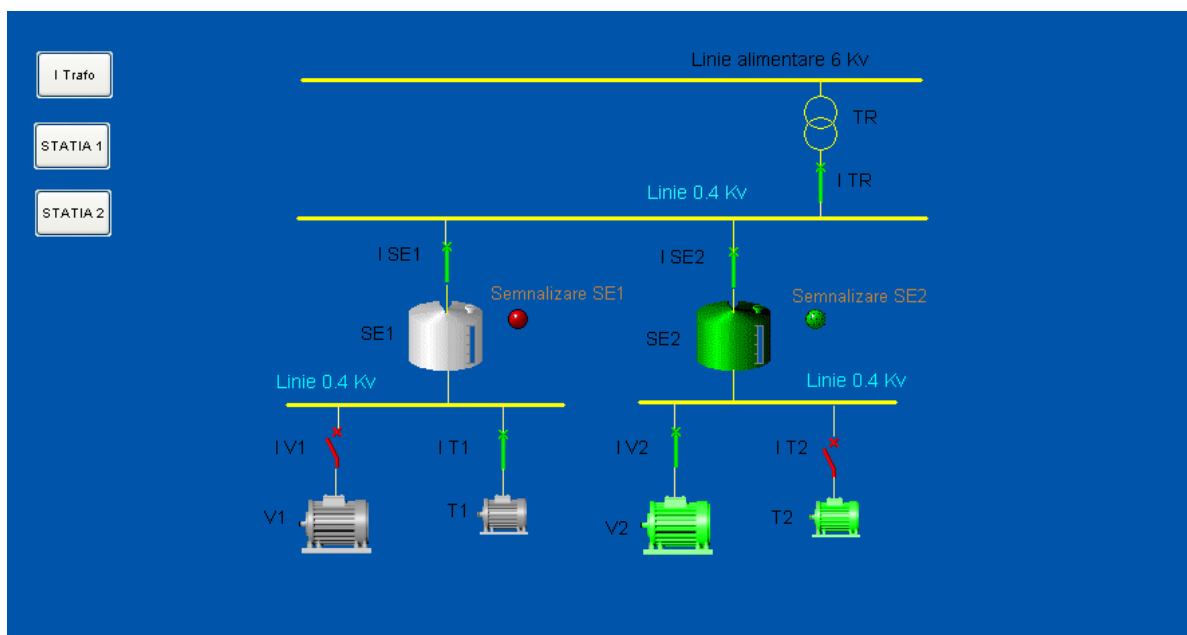 I Trafo
STATIA 1
STATIA 2
Linie alimentare 6 Kv
TR
I TR
Linie 0.4 Kv
I SE1
I SE2
Semnalizare SE1
Semnalizare SE2
SE1
SE2
Linie 0.4 Kv
Linie 0.4 Kv
I V1
I T1
I V2
I T2
V1
T1
V2
T2